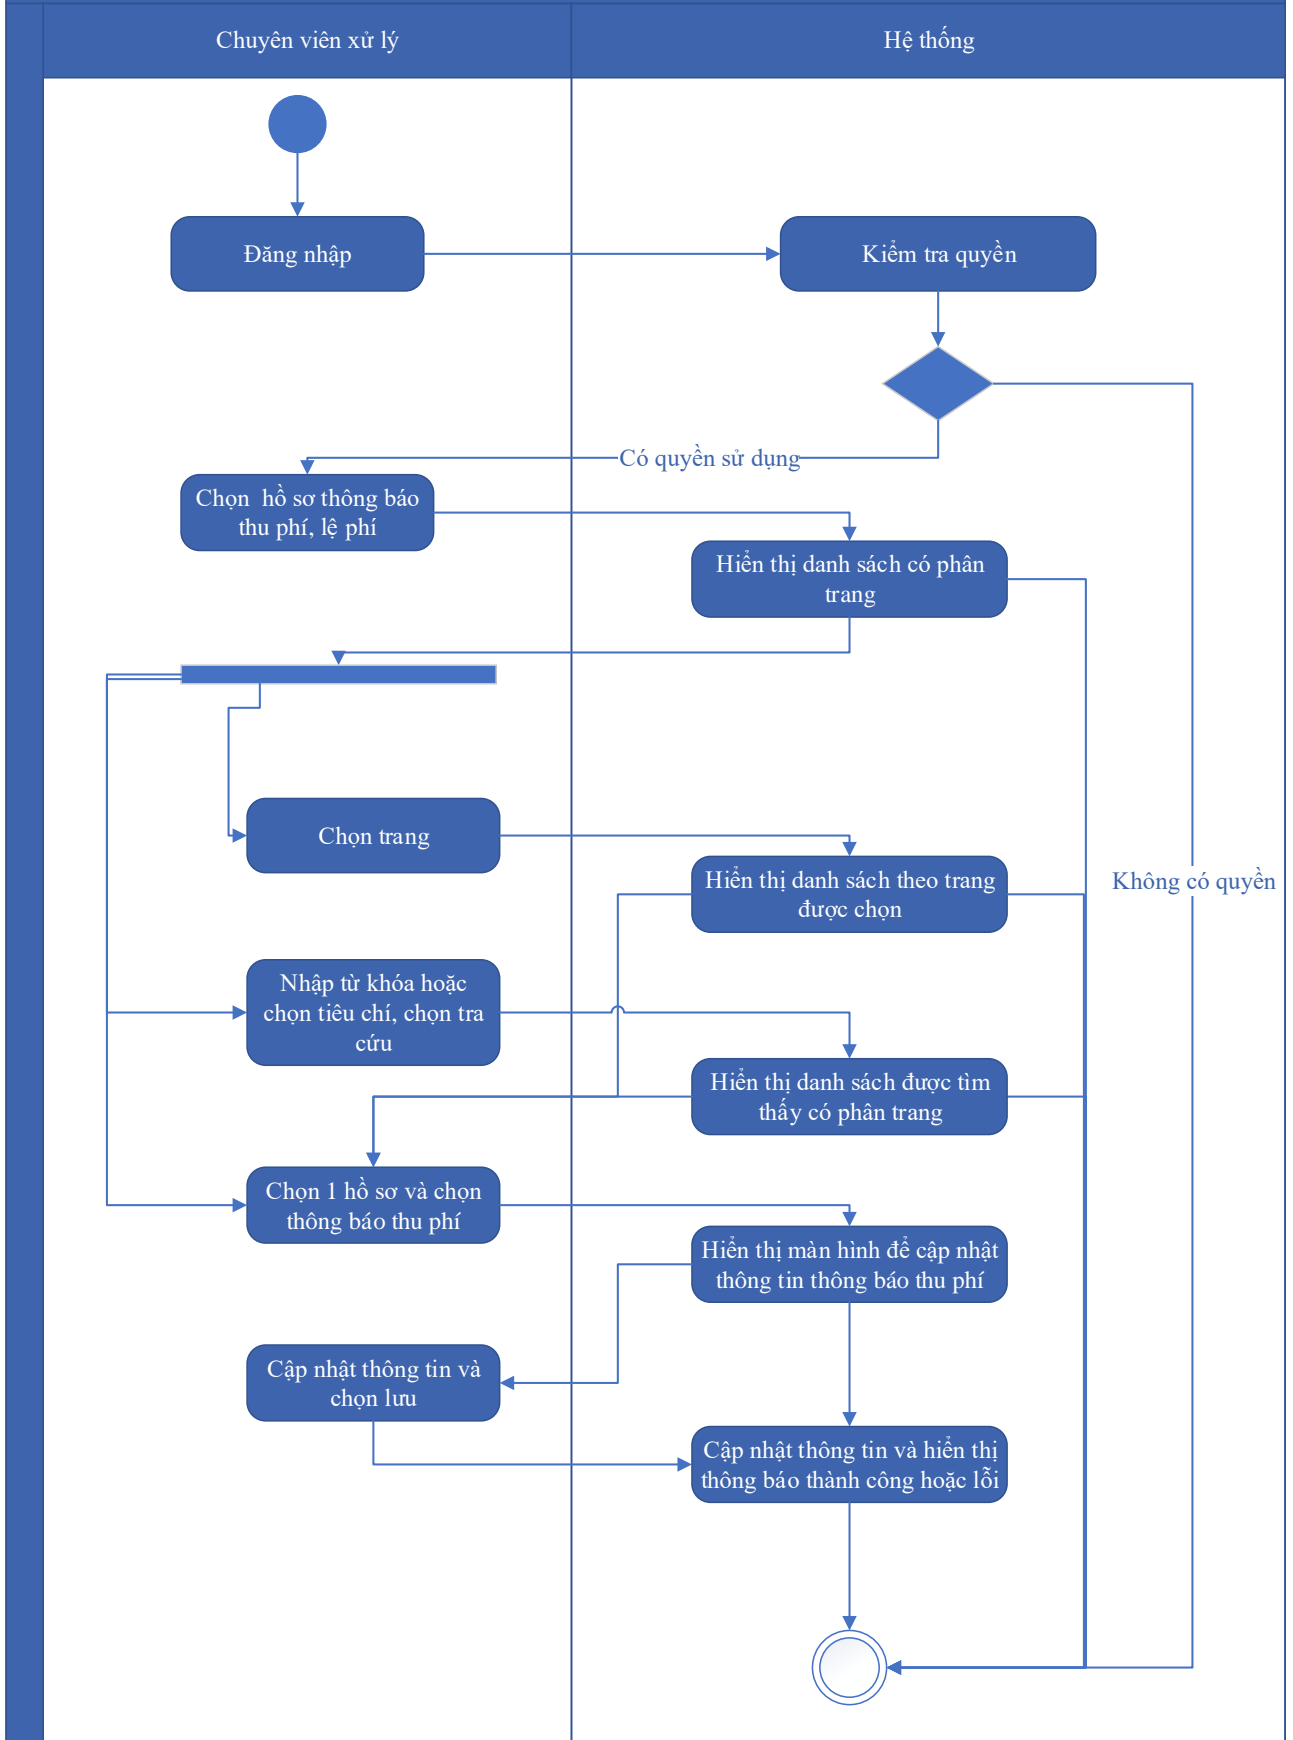 Chuyên viên xử lý
Hệ thống
Đăng nhập
Kiểm tra quyền
Có quyền sử dụng
Chọn hồ sơ thông báo
thu phí, lệ phí
Hiển thị danh sách có phân
trang
Chọn trang
Hiển thị danh sách theo trang
được chọn
Không có quyền
Nhập từ khóa hoặc
chọn tiêu chí, chọn tra
cứu
Hiển thị danh sách được tìm
thấy có phân trang
Chọn 1 hồ sơ và chọn
thông báo thu phí
Hiển thị màn hình để cập nhật
thông tin thông báo thu phí
Cập nhật thông tin và
chọn lưu
Cập nhật thông tin và hiển thị
thông báo thành công hoặc lỗi